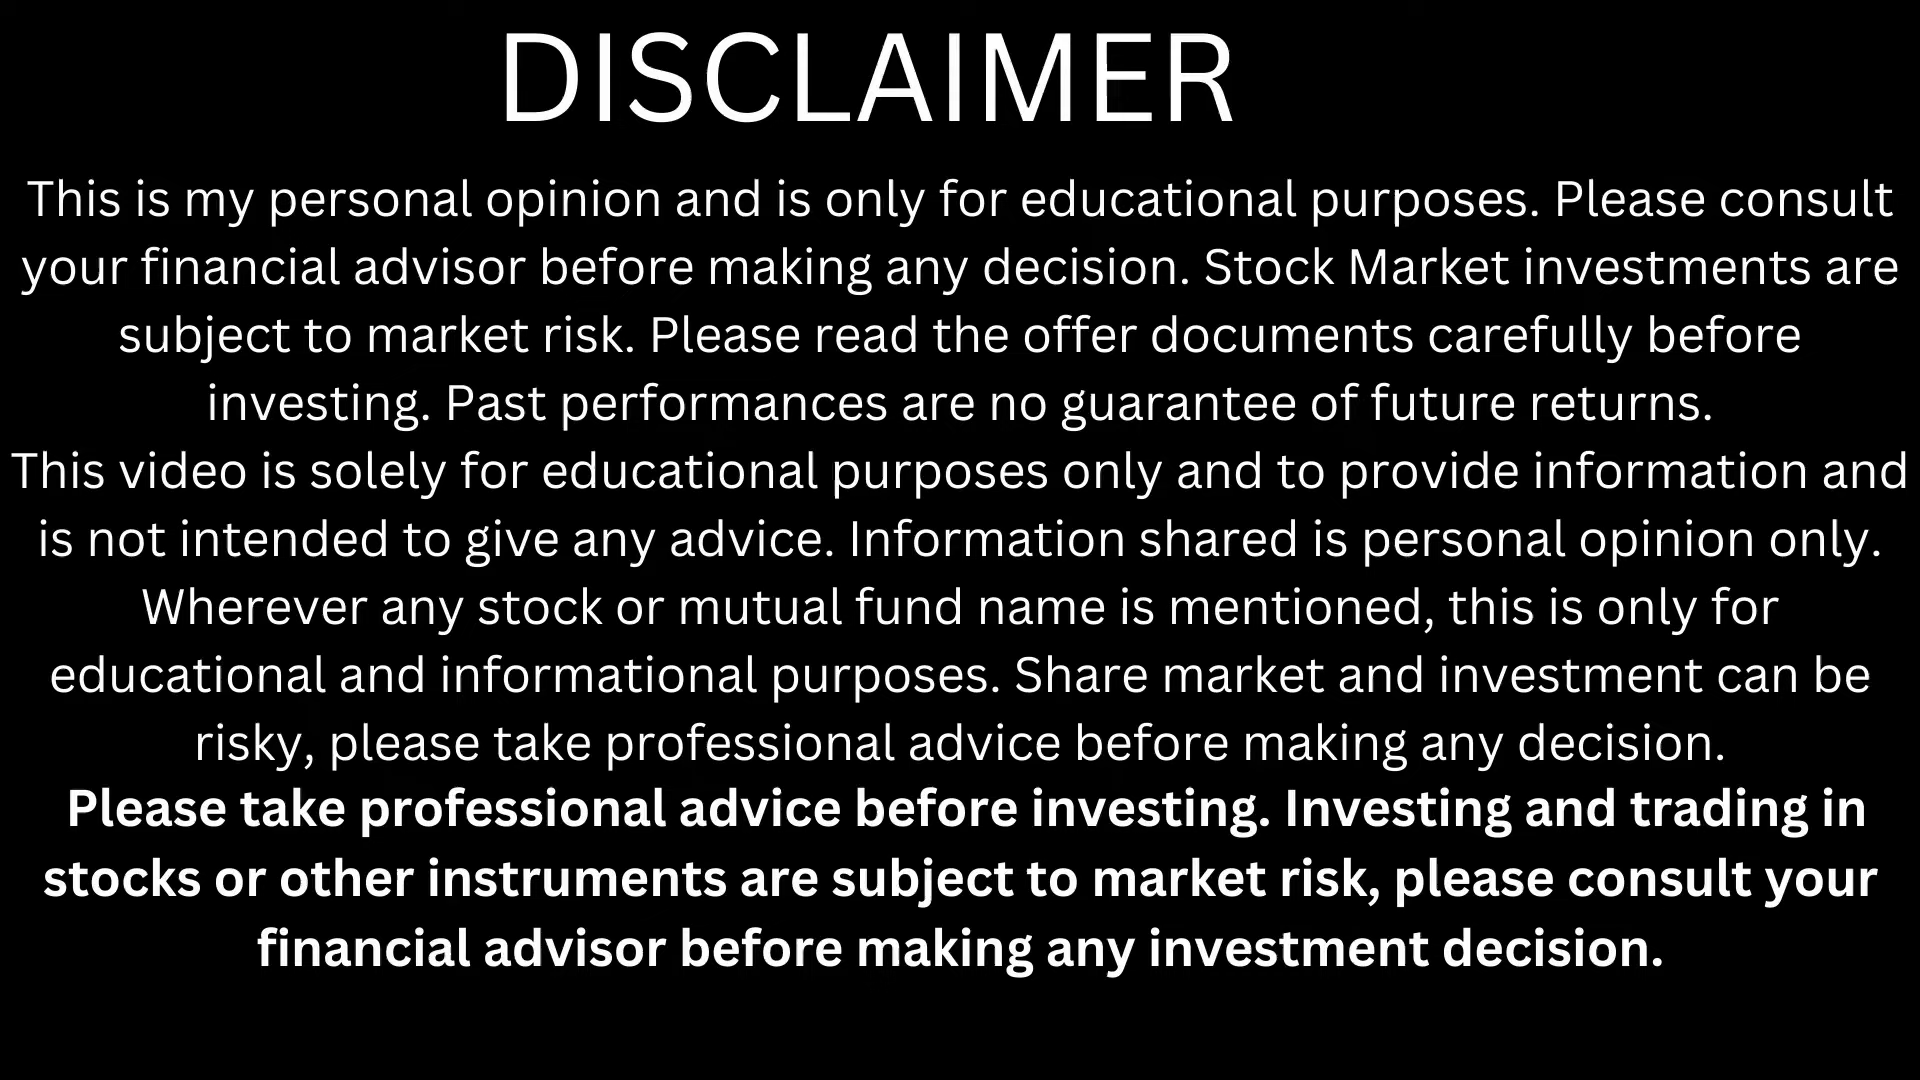 DISCLAIMER
This is my personal opinion and is only for educational purposes. Please consult
your financial advisor before making any decision. Stock Market investments are
subject to market risk. Please read the offer documents carefully before
investing. Past performances are no guarantee of future returns.
This video is solely for educational purposes only and to provide information and
is not intended to give any advice. Information shared is personal opinion only.
Wherever any stock or mutual fund name is mentioned, this is only for
educational and informational purposes. Share market and investment can be
risky, please take professional advice before making any decision.
Please take professional advice before investing. Investing and trading in
stocks or other instruments are subject to market risk, please consult your
financial advisor before making any investment decision.